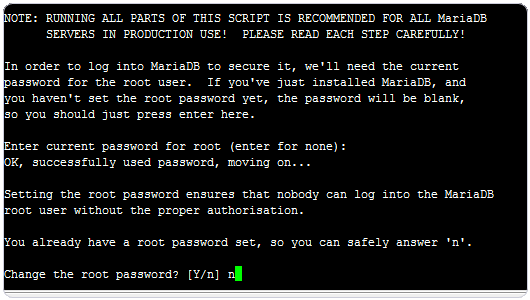 NOTE: RUNNING ALL PARTS OF THIS SCRIPT IS RECOMMENDED FOR ALL MariaDB
SERVERS IN PRODUCTION USE!  PLEASE READ EACH STEP CAREFULLY!
In order to log into MariaDB to secure it, we'll need the current
password for the root user.  If you've just installed MariaDB, and
you haven't set the root password yet, the password will be blank,
so you should just press enter here.
Enter current password for root (enter for none):
OK, successfully used password, moving on...
Setting the root password ensures that nobody can log into the MariaDB
root user without the proper authorisation.
You already have a root password set, so you can safely answer 'n'.
Change the root password? [Y/n] n